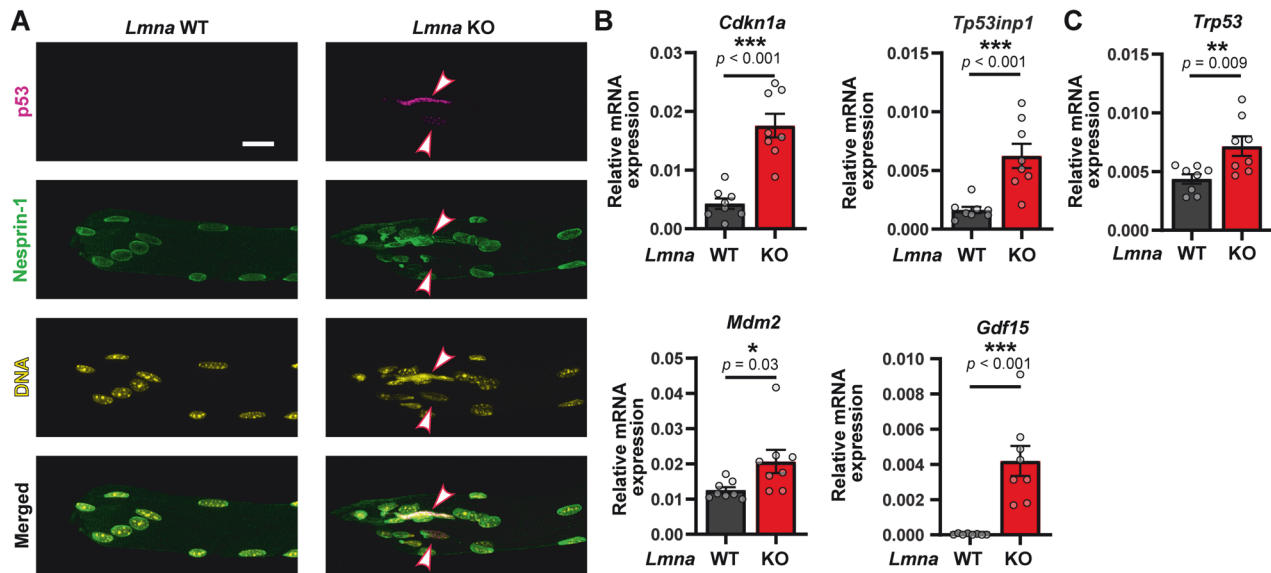 A
Lmna WT
Lmna KO
p53
Nesprin-1
DNA
Merged
B
Cdkn1a
***
p < 0.001
Relative mRNA
expression
0.03
0.02
0.01
0.00
Lmna WT KO
Tp53inp1
***
p < 0.001
Relative mRNA
expression
0.015
0.010
0.005
0.000
Lmna WT KO
C
Trp53
**
p = 0.009
Relative mRNA
expression
0.015
0.010
0.005
0.000
Lmna WT KO
Mdm2
*
p = 0.03
Relative mRNA
expression
0.05
0.04
0.03
0.02
0.01
0.00
Lmna WT KO
Gdf15
***
p < 0.001
Relative mRNA
expression
0.010
0.008
0.006
0.004
0.002
0.000
Lmna WT KO